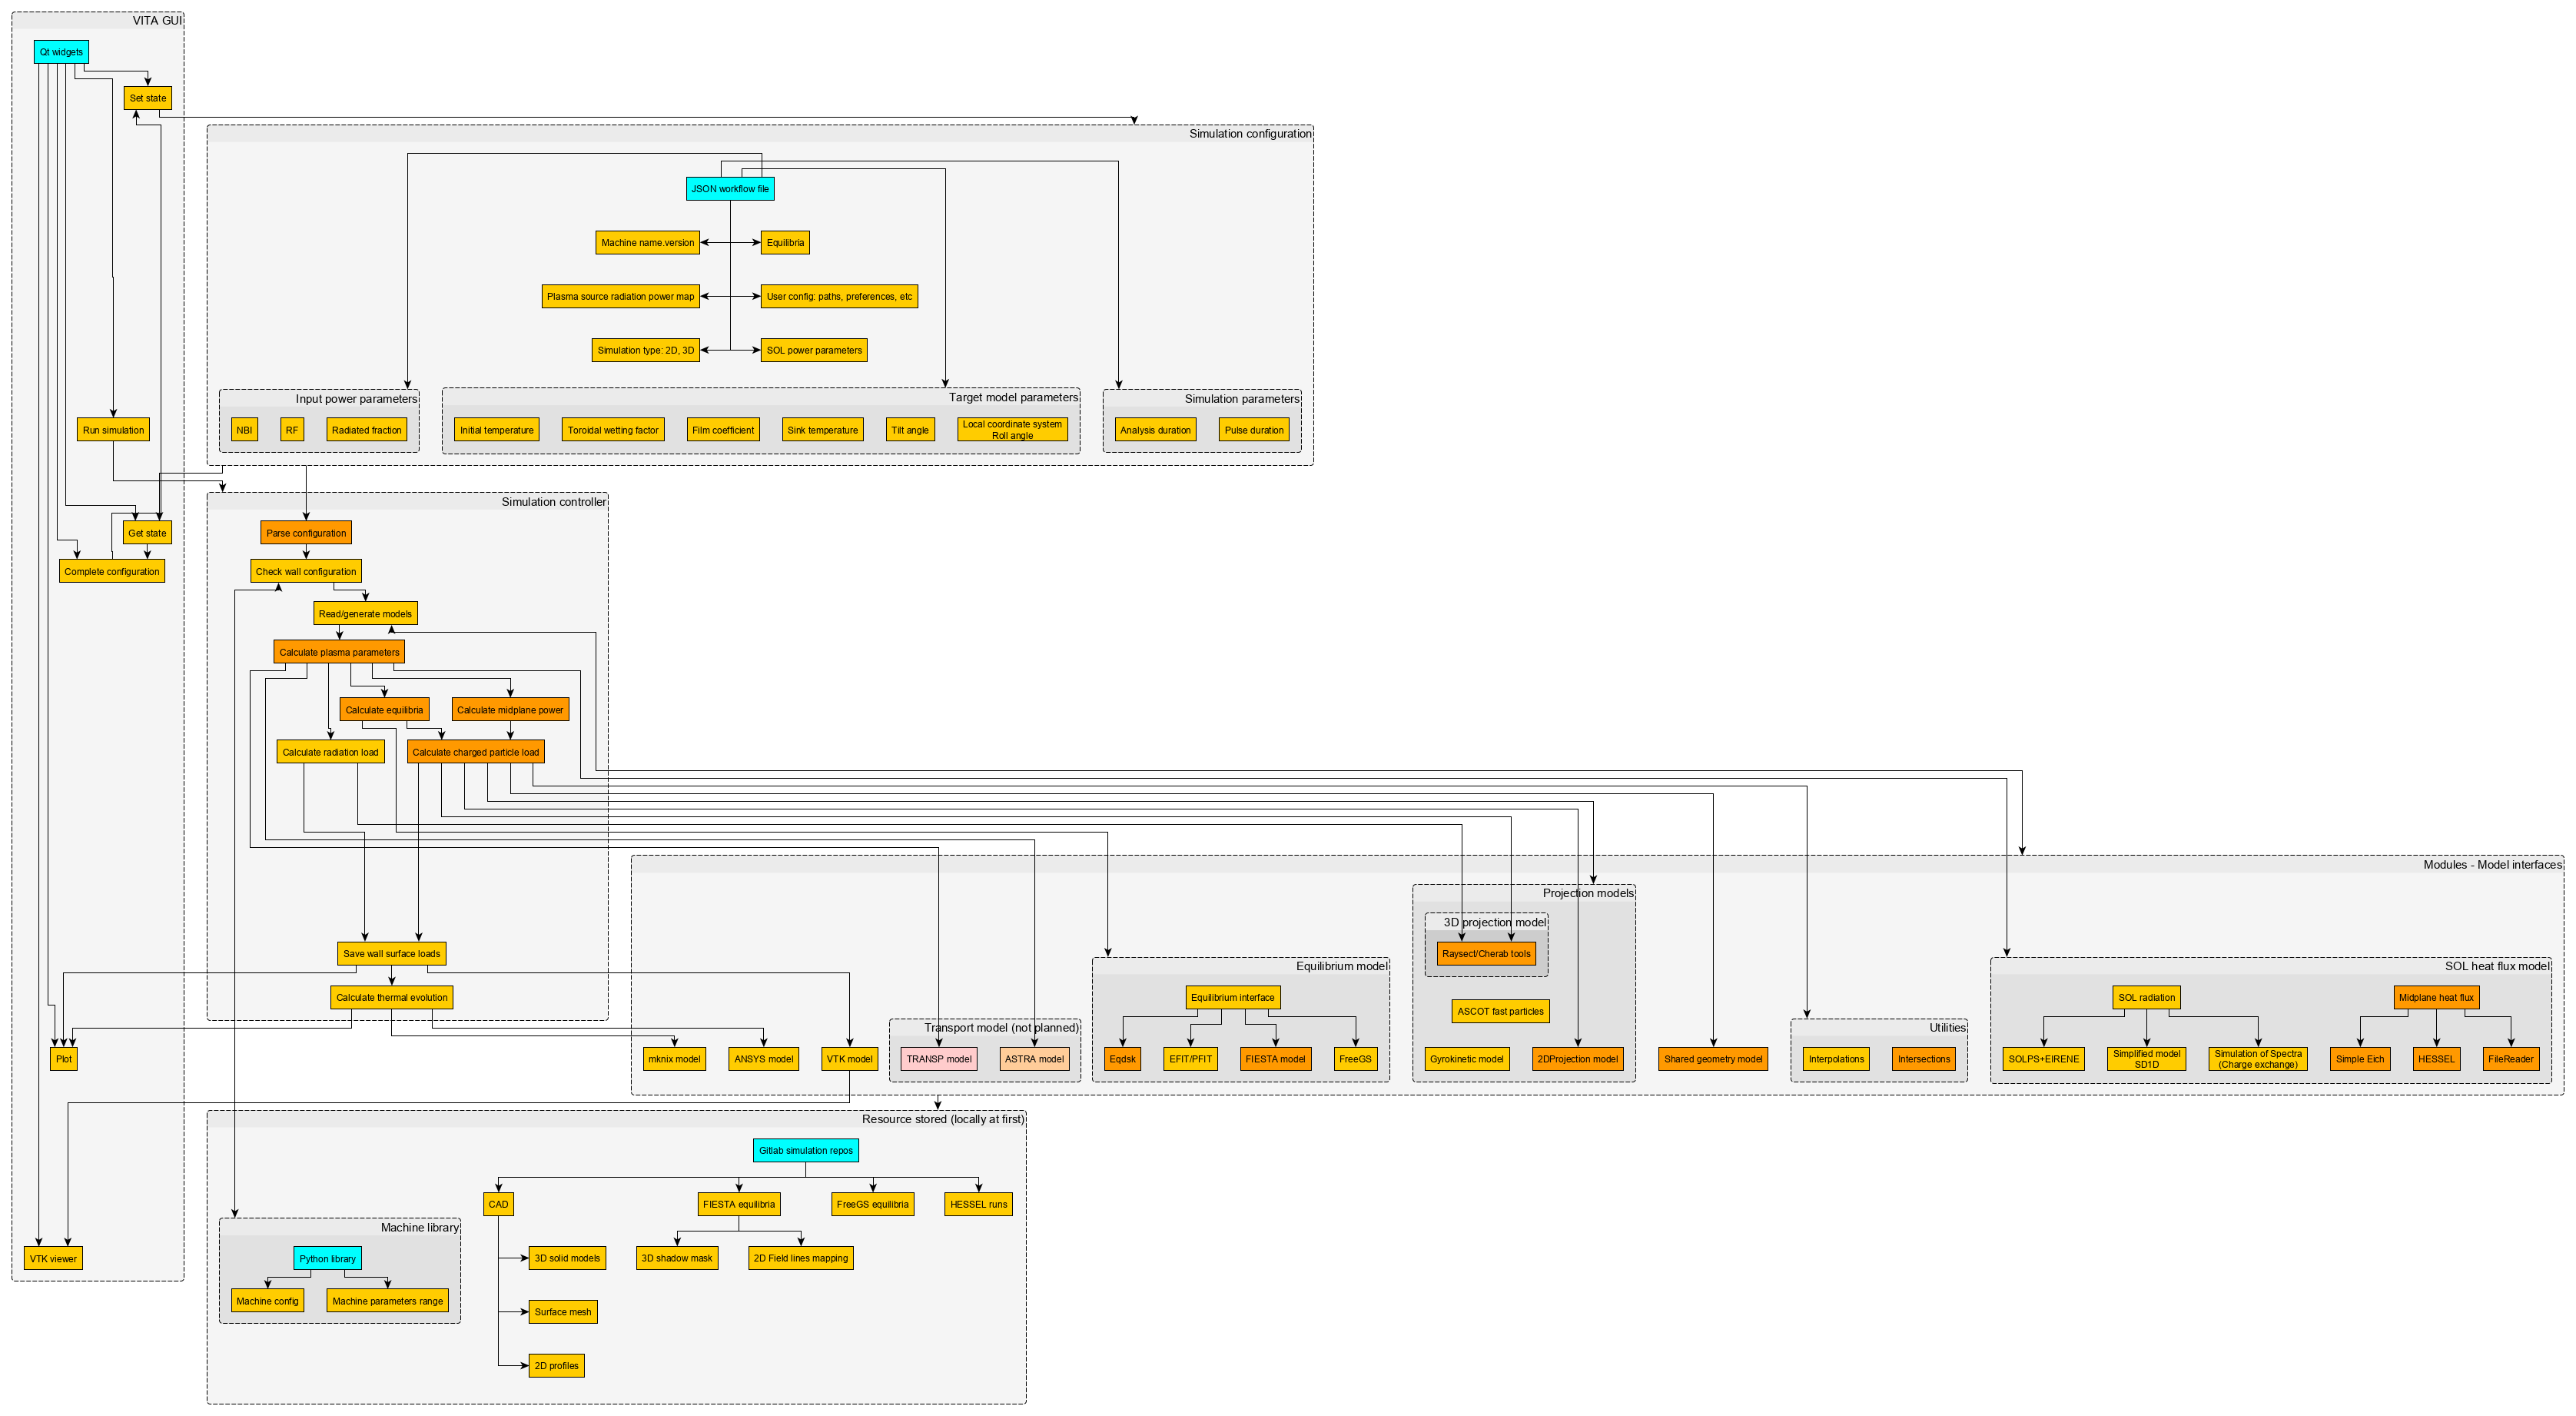 VITA GUI
Qt widgets
Set state
Simulation configuration
JSON workflow file
Machine name.version
Equilibria
Plasma source radiation power map
User config: paths, preferences, etc
Simulation type: 2D, 3D
SOL power parameters
Input power parameters
NBI
RF
Radiated fraction
Target model parameters
Initial temperature
Toroidal wetting factor
Film coefficient
Sink temperature
Tilt angle
Local coordinate system
Roll angle
Simulation parameters
Analysis duration
Pulse duration
Run simulation
Get state
Complete configuration
Simulation controller
Parse configuration
Check wall configuration
Read/generate models
Calculate plasma parameters
Calculate equilibria
Calculate midplane power
Calculate radiation load
Calculate charged particle load
Save wall surface loads
Calculate thermal evolution
Plot
Modules - Model interfaces
mknix model
ANSYS model
VTK model
Transport model (not planned)
TRANSP model
ASTRA model
Equilibrium model
Equilibrium interface
Eqdsk
EFIT/PFIT
FIESTA model
FreeGS
Projection models
3D projection model
Raysect/Cherab tools
ASCOT fast particles
Gyrokinetic model
2DProjection model
Shared geometry model
Utilities
Interpolations
Intersections
SOL heat flux model
SOL radiation
Midplane heat flux
SOLPS+EIRENE
Simplified model
SD1D
Simulation of Spectra
(Charge exchange)
Simple Eich
HESSEL
FileReader
Resource stored (locally at first)
Gitlab simulation repos
CAD
FIESTA equilibria
FreeGS equilibria
HESSEL runs
3D solid models
3D shadow mask
2D Field lines mapping
Surface mesh
2D profiles
Machine library
Python library
Machine config
Machine parameters range
VTK viewer